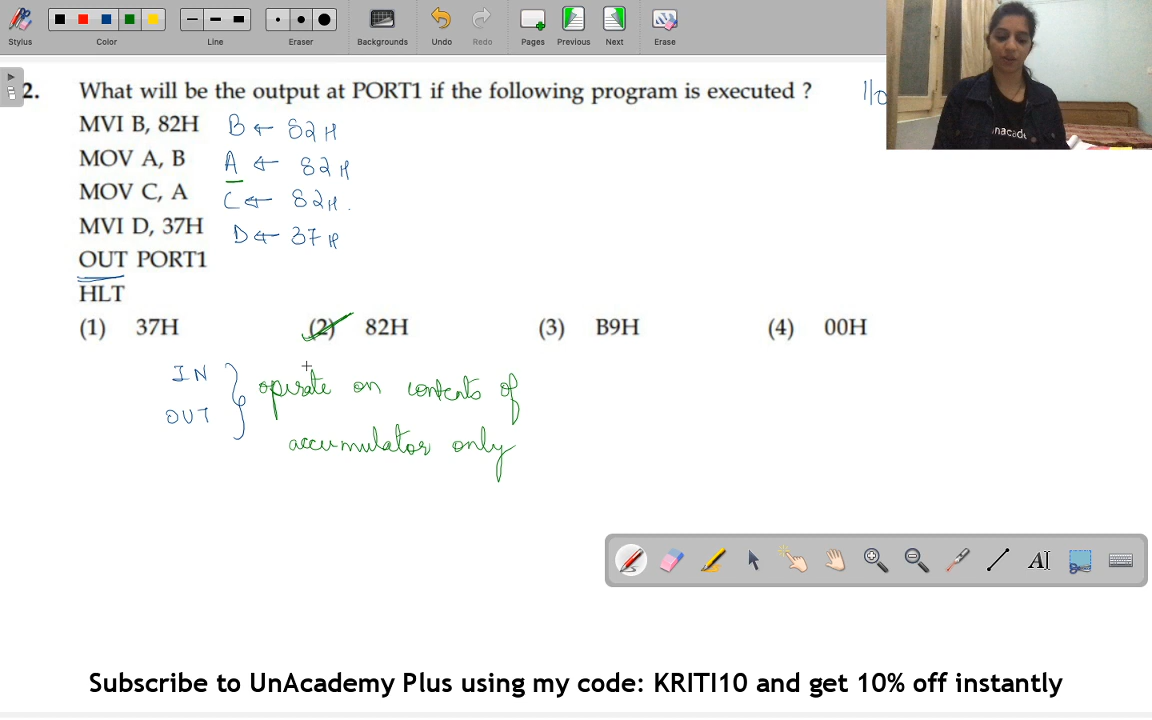 Stylus Color Line Eraser Backgrounds Undo Redo Pages Previous Next Erase
2. What will be the output at PORT1 if the following program is executed ?
MVI B, 82H B ← 82H
MOV A, B A ← 82H
MOV C, A C ← 82H.
MVI D, 37H D ← 37H
OUT PORT1
HLT
(1) 37H (2) 82H (3) B9H (4) 00H
IN } operate on contents of
OUT accumulator only
AI
Subscribe to UnAcademy Plus using my code: KRITI10 and get 10% off instantly